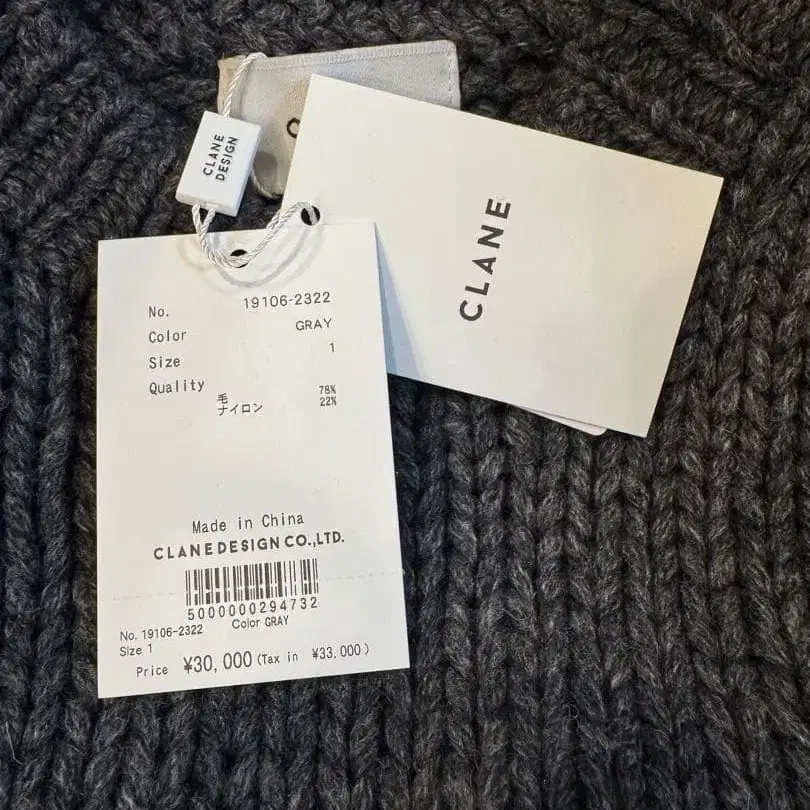 CLANE
DESIGN
CLANE
No. 19106-2322
Color GRAY
Size 1
Quality
毛 78%
ナイロン 22%
Made in China
CLANE DESIGN CO.,LTD.
5000000294732
No. 19106-2322 Color GRAY
Size 1
Price ¥30,000 (Tax in ¥33,000)